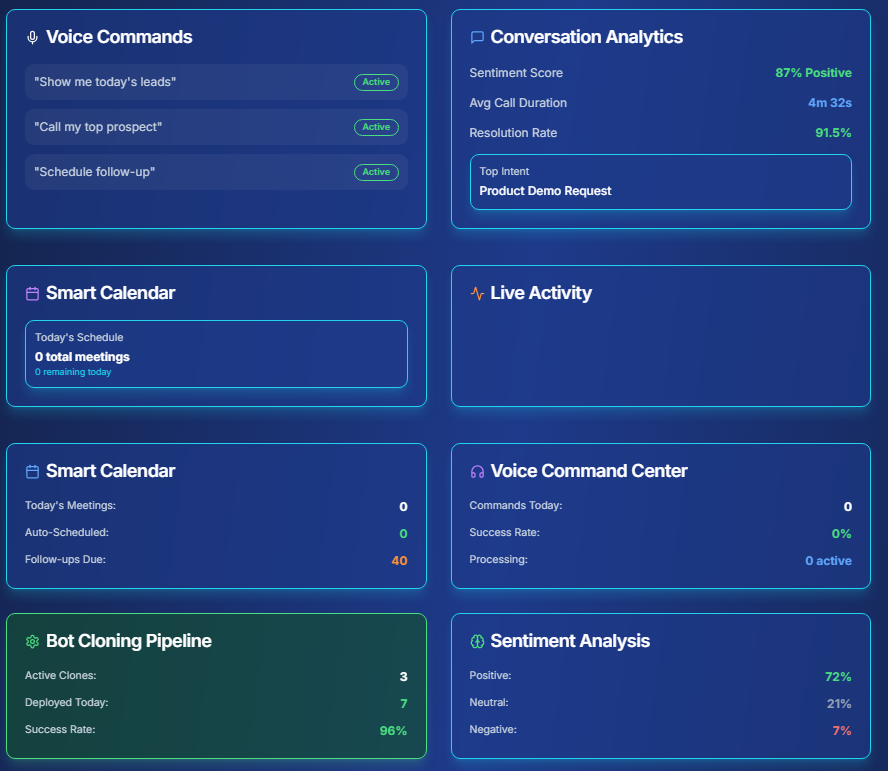 Voice Commands
"Show me today's leads" Active
"Call my top prospect" Active
"Schedule follow-up" Active
Conversation Analytics
Sentiment Score 87% Positive
Avg Call Duration 4m 32s
Resolution Rate 91.5%
Top Intent
Product Demo Request
Smart Calendar
Today's Schedule
0 total meetings
0 remaining today
Live Activity
Smart Calendar
Today's Meetings: 0
Auto-Scheduled: 0
Follow-ups Due: 40
Voice Command Center
Commands Today: 0
Success Rate: 0%
Processing: 0 active
Bot Cloning Pipeline
Active Clones: 3
Deployed Today: 7
Success Rate: 96%
Sentiment Analysis
Positive: 72%
Neutral: 21%
Negative: 7%